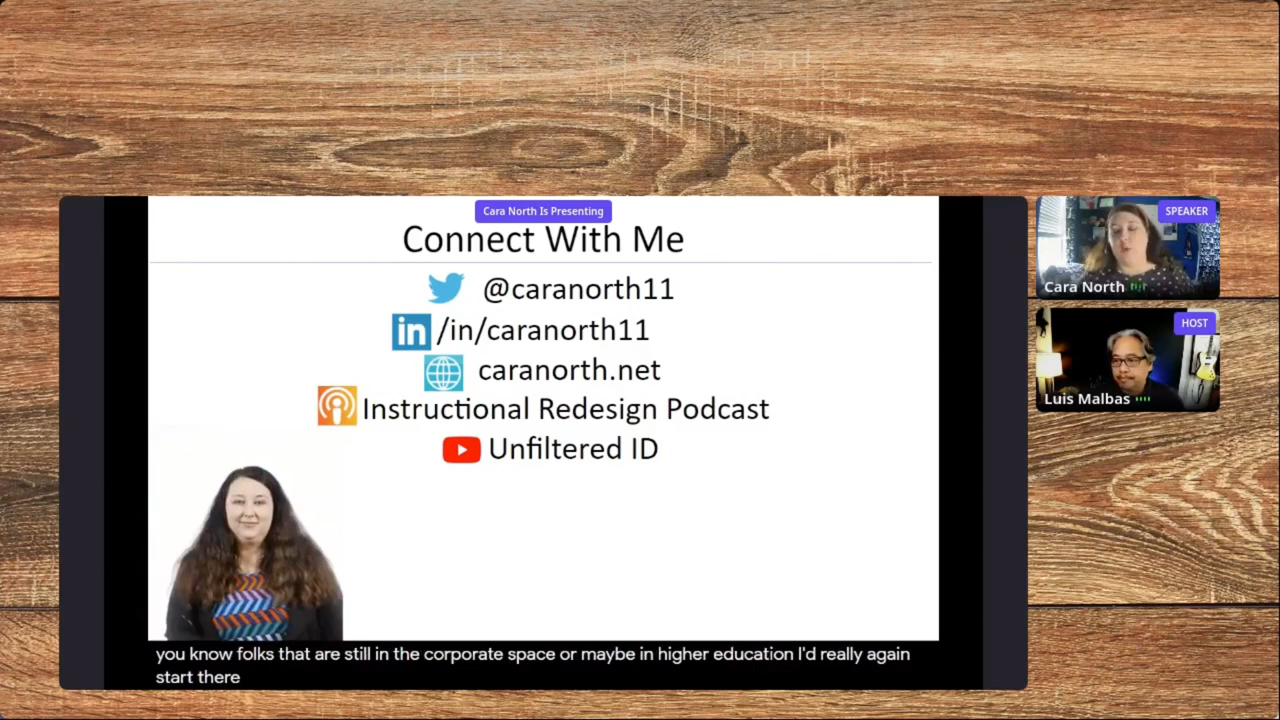 Cara North Is Presenting
Connect With Me
@caranorth11
in /in/caranorth11
caranorth.net
Instructional Redesign Podcast
Unfiltered ID
you know folks that are still in the corporate space or maybe in higher education I'd really again
start there
SPEAKER
Cara North
HOST
Luis Malbas